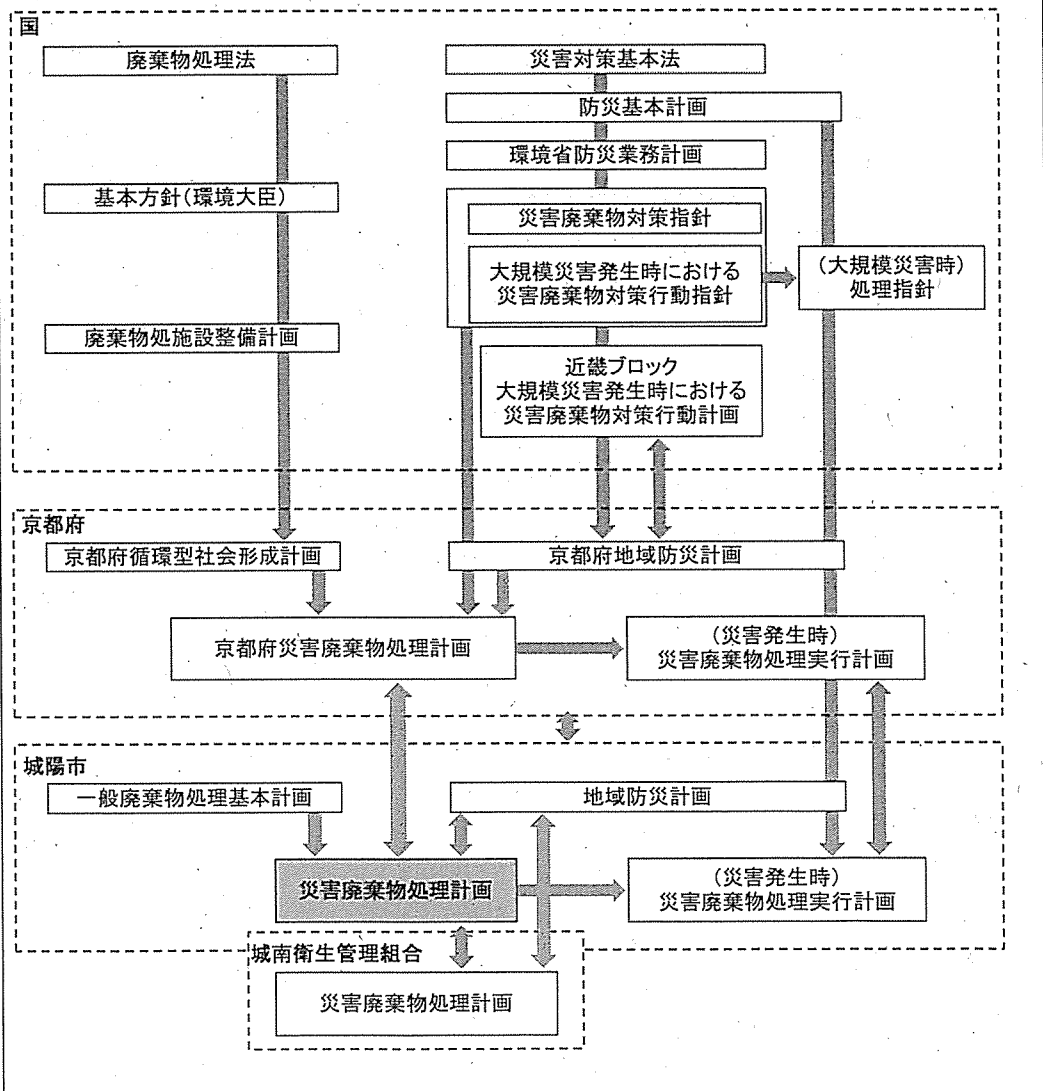 国
廃棄物処理法
災害対策基本法
防災基本計画
環境省防災業務計画
基本方針(環境大臣)
災害廃棄物対策指針
大規模災害発生時における
災害廃棄物対策行動指針
(大規模災害時)
処理指針
廃棄物処施設整備計画
近畿ブロック
大規模災害発生時における
災害廃棄物対策行動計画
京都府
京都府循環型社会形成計画
京都府地域防災計画
京都府災害廃棄物処理計画
(災害発生時)
災害廃棄物処理実行計画
城陽市
一般廃棄物処理基本計画
地域防災計画
災害廃棄物処理計画
(災害発生時)
災害廃棄物処理実行計画
城南衛生管理組合
災害廃棄物処理計画